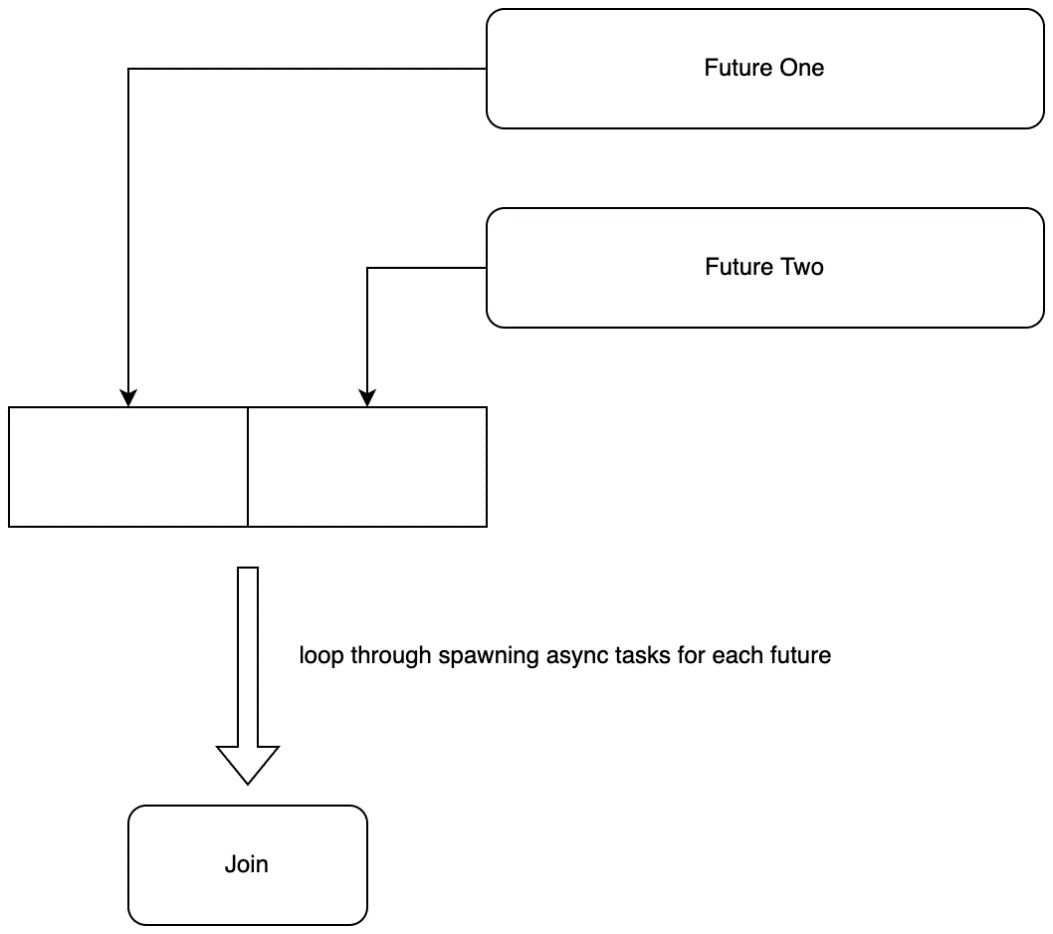 Future One
Future Two
loop through spawning async tasks for each future
Join